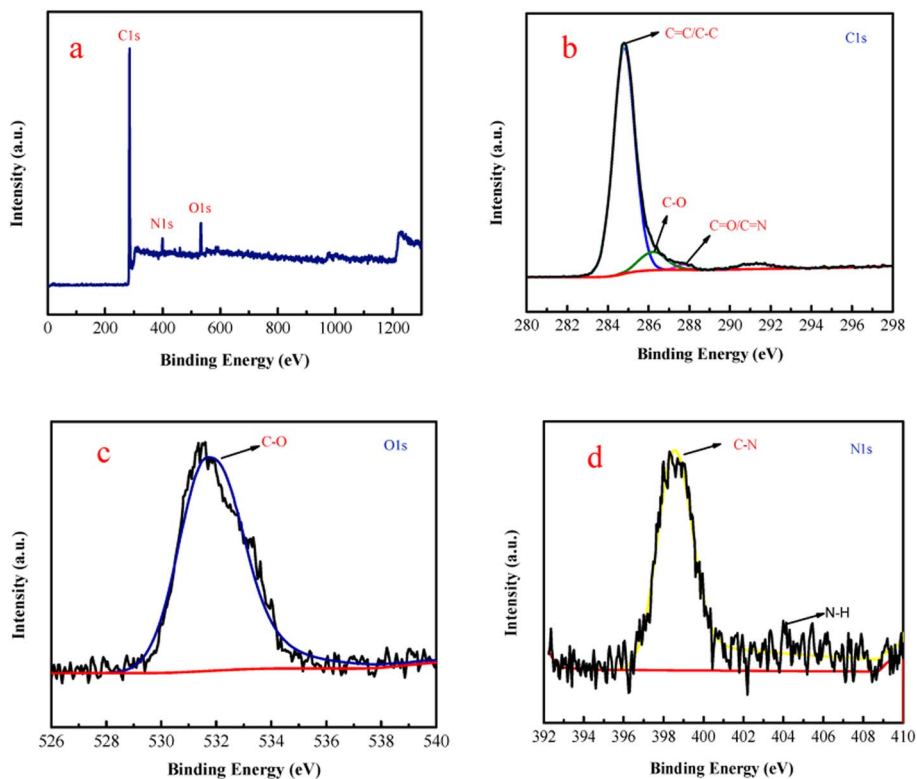 a
C1s
N1s
O1s
Intensity (a.u.)
0 200 400 600 800 1000 1200
Binding Energy (eV)
b
C=C/C-C
C1s
C-O
C=O/C=N
Intensity (a.u.)
280 282 284 286 288 290 292 294 296 298
Binding Energy (eV)
c
C-O
O1s
Intensity (a.u.)
526 528 530 532 534 536 538 540
Binding Energy (eV)
d
C-N
N1s
N-H
Intensity (a.u.)
392 394 396 398 400 402 404 406 408 410
Binding Energy (eV)